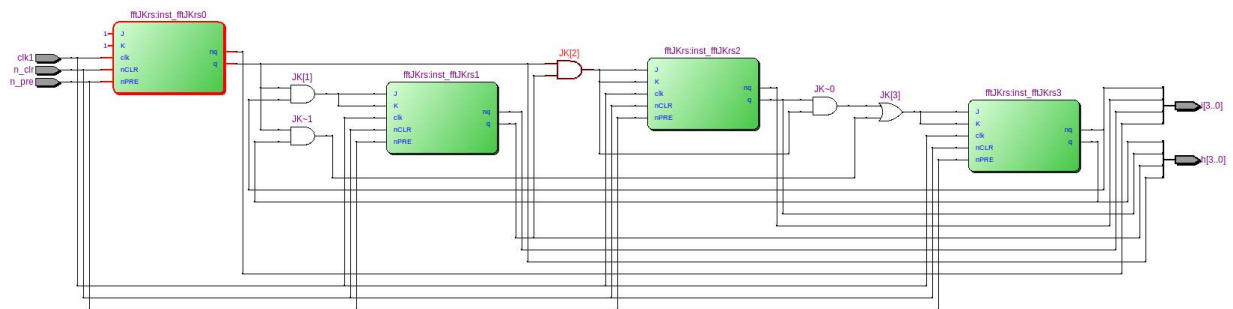 fftJKrs:inst_fftJKrs0
1
J
1
K
clk
nCLR
nPRE
nq
q
clk1
n_clr
n_pre
JK[1]
JK~1
fftJKrs:inst_fftJKrs1
J
K
clk
nCLR
nPRE
nq
q
JK[2]
fftJKrs:inst_fftJKrs2
J
K
clk
nCLR
nPRE
nq
q
JK~0
JK[3]
fftJKrs:inst_fftJKrs3
J
K
clk
nCLR
nPRE
nq
q
h[3..0]